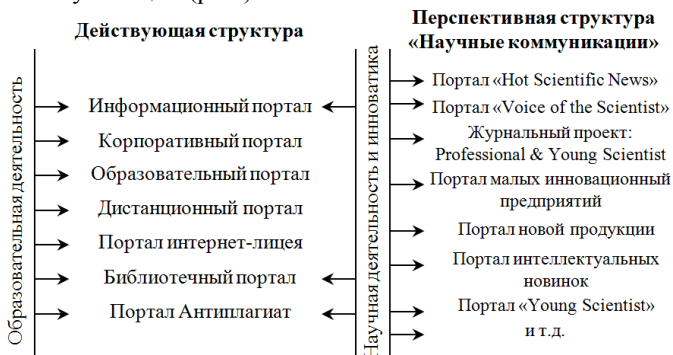 Действующая структура
Образовательная деятельность
Информационный портал
Корпоративный портал
Образовательный портал
Дистанционный портал
Портал интернет-лицея
Библиотечный портал
Портал Антиплагиат
Научная деятельность и инноватика
Перспективная структура
«Научные коммуникации»
Портал «Hot Scientific News»
Портал «Voice of the Scientist»
Журнальный проект:
Professional & Young Scientist
Портал малых инновационный
предприятий
Портал новой продукции
Портал интеллектуальных
новинок
Портал «Young Scientist»
и т.д.